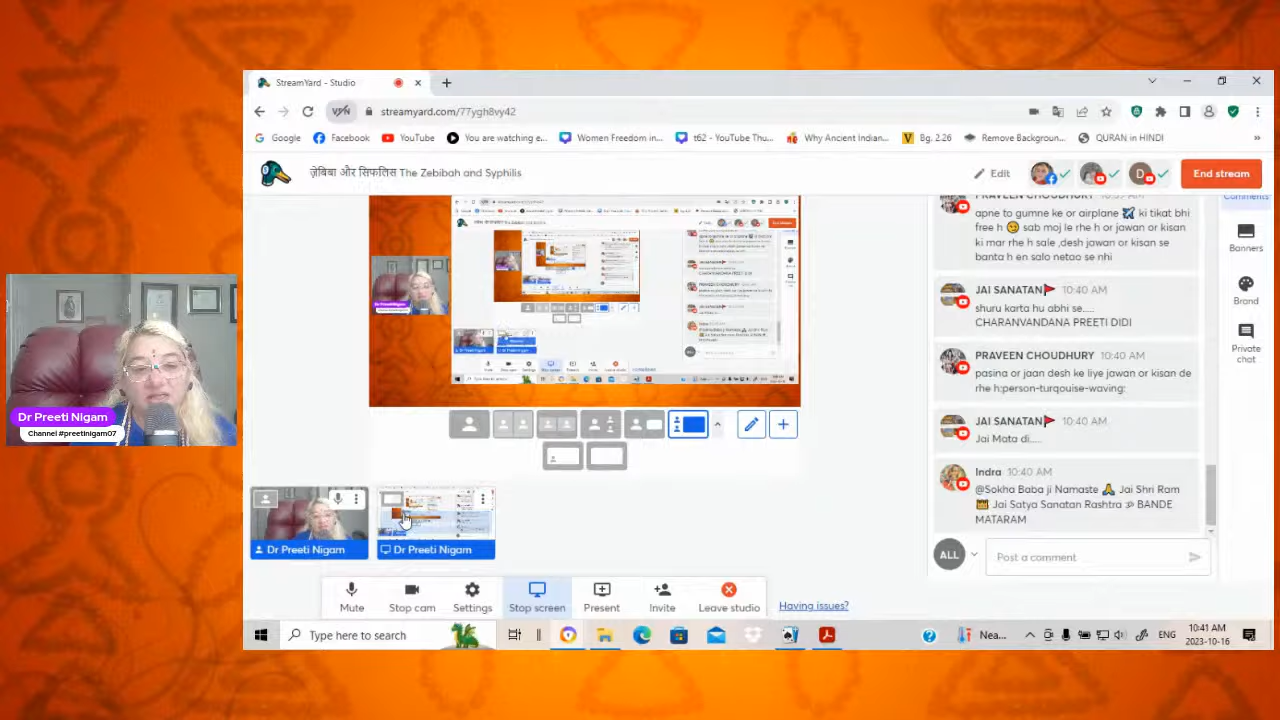 StreamYard - Studio
streamyard.com/77ygh8vy42
Google
Facebook
YouTube
You are watching e...
Women Freedom in...
t62 - YouTube Thu...
Why Ancient Indian...
Bg. 2.26
Remove Backgroun...
QURAN in HINDI
»
ज़ेबिबा और सिफलिस The Zebibah and Syphilis
Edit
D
End stream
Comments
Banners
Brand
Private
chat
apne to gumne ke or airplane ki tikat bhi
free h sab moj le rhe h or jawan or kisan
ki mar rhe h sale ,desh jawan or kisan se
banta h en salo netao se nhi
JAI SANATAN 10:40 AM
shuru karta hu abhi se.....
CHARANVANDANA PREETI DIDI
PRAVEEN CHOUDHURY 10:40 AM
pasina or jaan desh ke liye jawan or kisan de
rhe h:person-turqouise-waving:
JAI SANATAN 10:40 AM
Jai Mata di.....
Indra 10:40 AM
@Sokha Baba ji Namaste 🙏 Jai Shri Ram
Jai Satya Sanatan Rashtra BANDE
MATARAM
ALL
Post a comment
Dr Preeti Nigam
Channel #preetinigam07
Dr Preeti Nigam
Dr Preeti Nigam
Mute
Stop cam
Settings
Stop screen
Present
Invite
Leave studio
Having issues?
Type here to search
Nea...
ENG
10:41 AM
2023-10-16